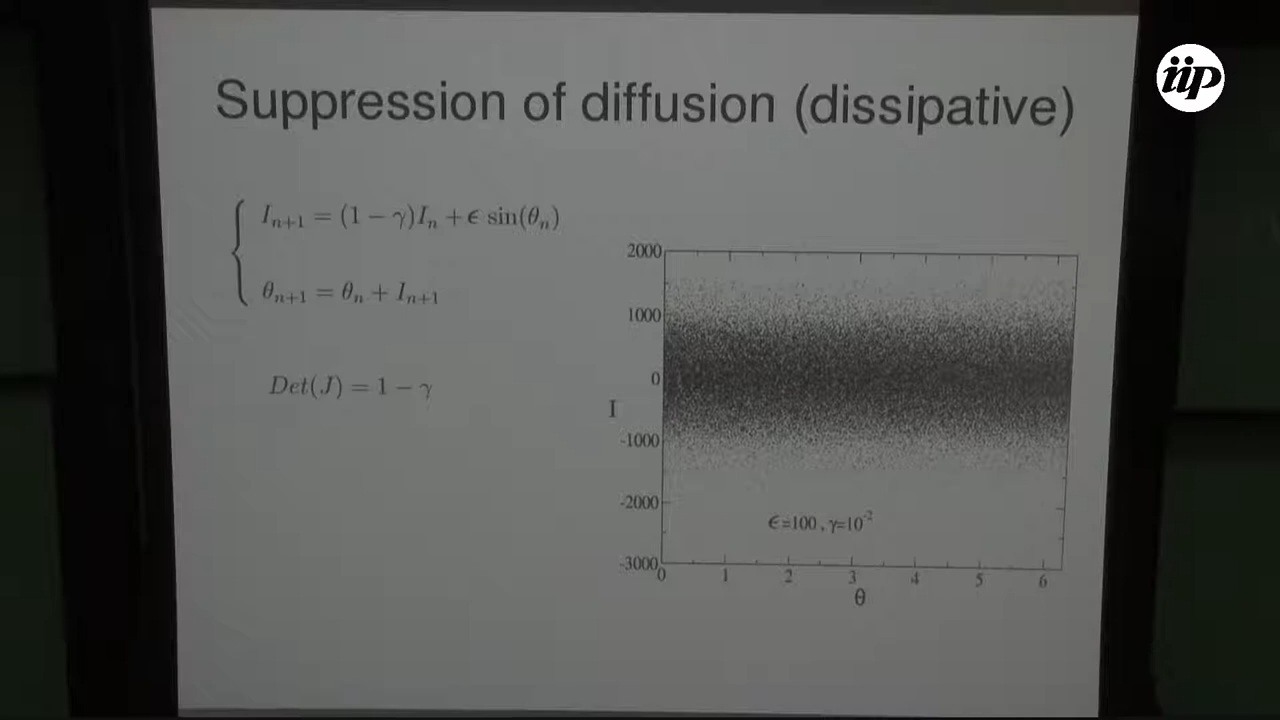 iip
Suppression of diffusion (dissipative)
I_{n+1} = (1 − γ)I_n + ϵ sin(θ_n)
θ_{n+1} = θ_n + I_{n+1}
Det(J) = 1 − γ
2000
1000
0
I
-1000
-2000
ϵ=100 , γ=10^{-2}
-3000
0 1 2 3 4 5 6
θ